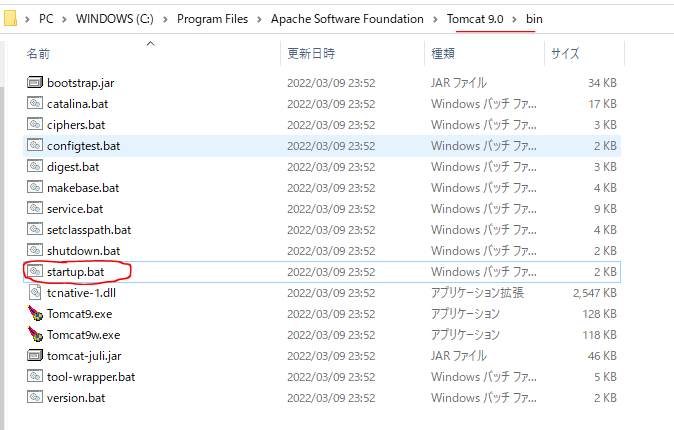 PC > WINDOWS (C:) > Program Files > Apache Software Foundation > Tomcat 9.0 > bin
名前 更新日時 種類 サイズ
bootstrap.jar 2022/03/09 23:52 JAR ファイル 34 KB
catalina.bat 2022/03/09 23:52 Windows バッチ ファ... 17 KB
ciphers.bat 2022/03/09 23:52 Windows バッチ ファ... 3 KB
configtest.bat 2022/03/09 23:52 Windows バッチ ファ... 2 KB
digest.bat 2022/03/09 23:52 Windows バッチ ファ... 3 KB
makebase.bat 2022/03/09 23:52 Windows バッチ ファ... 4 KB
service.bat 2022/03/09 23:52 Windows バッチ ファ... 9 KB
setclasspath.bat 2022/03/09 23:52 Windows バッチ ファ... 4 KB
shutdown.bat 2022/03/09 23:52 Windows バッチ ファ... 2 KB
startup.bat 2022/03/09 23:52 Windows バッチ ファ... 2 KB
tcnative-1.dll 2022/03/09 23:52 アプリケーション拡張 2,547 KB
Tomcat9.exe 2022/03/09 23:52 アプリケーション 128 KB
Tomcat9w.exe 2022/03/09 23:52 アプリケーション 118 KB
tomcat-juli.jar 2022/03/09 23:52 JAR ファイル 46 KB
tool-wrapper.bat 2022/03/09 23:52 Windows バッチ ファ... 5 KB
version.bat 2022/03/09 23:52 Windows バッチ ファ... 2 KB